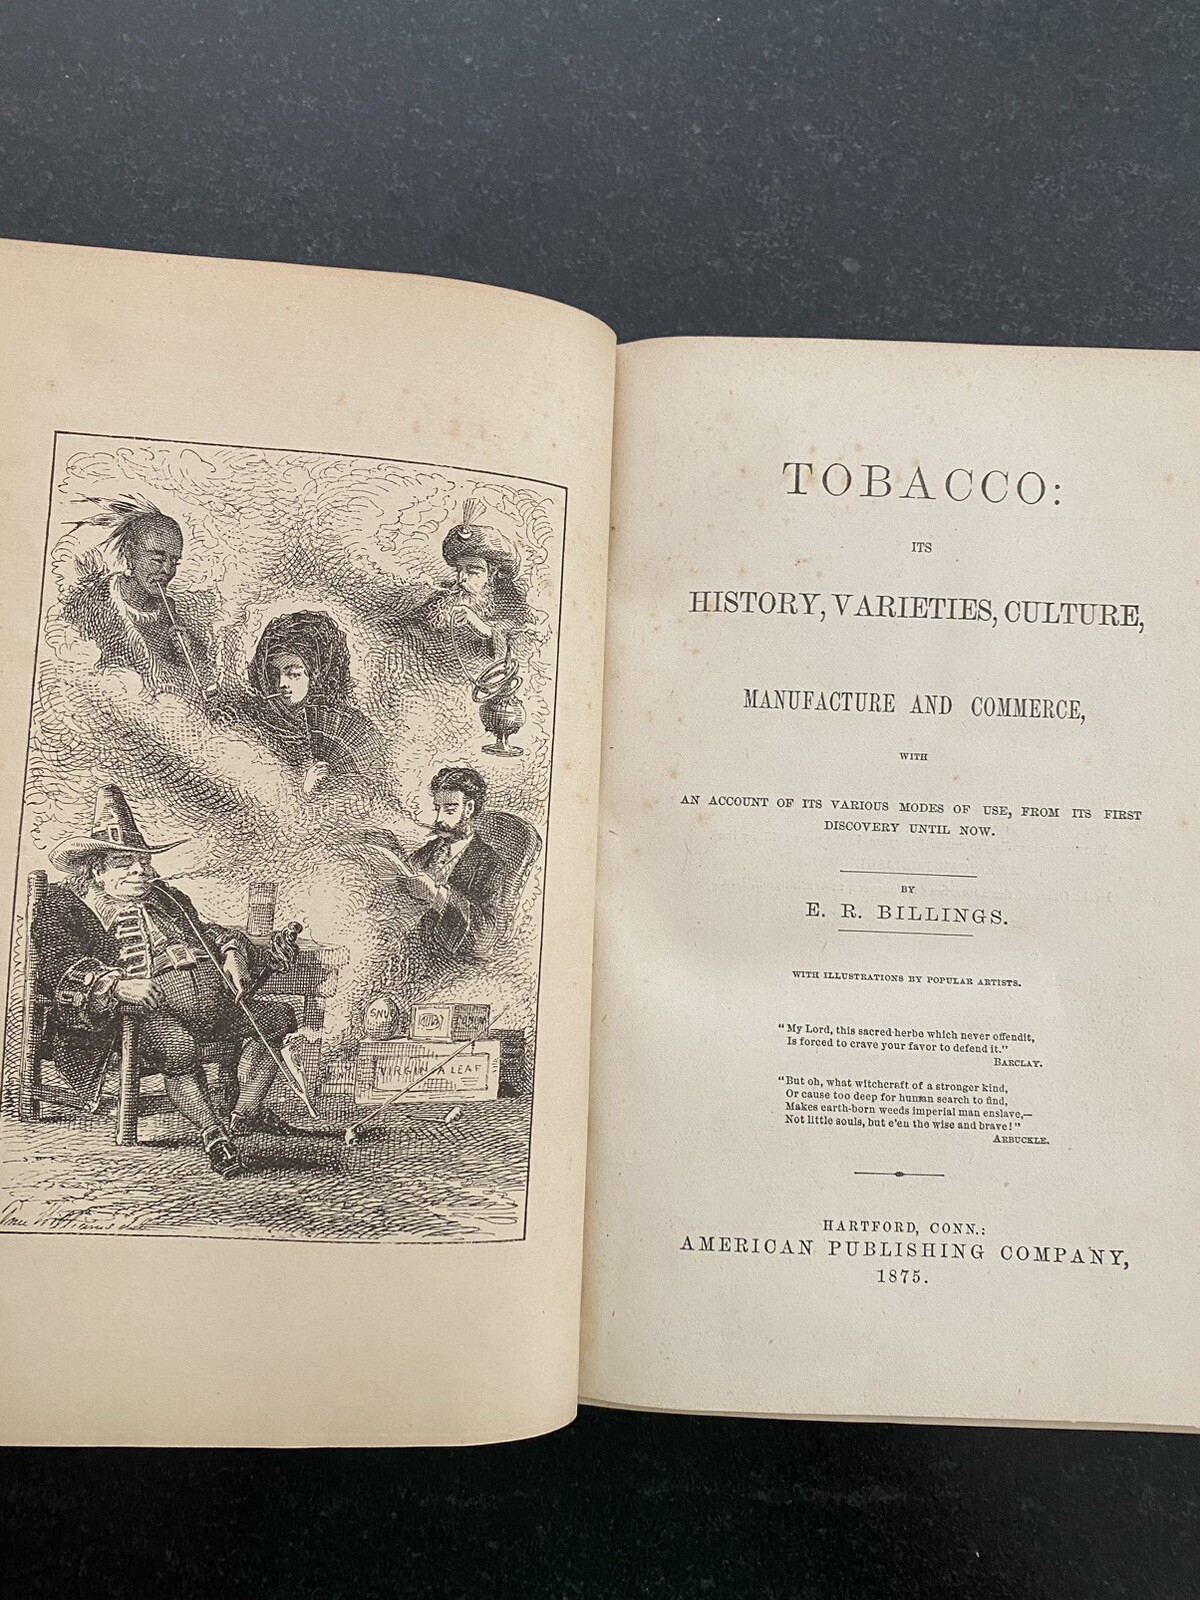 SNUF
VIRGINIA LEAF
TOBACCO:
ITS
HISTORY, VARIETIES, CULTURE,
MANUFACTURE AND COMMERCE,
WITH
AN ACCOUNT OF ITS VARIOUS MODES OF USE, FROM ITS FIRST
DISCOVERY UNTIL NOW.
BY
E. R. BILLINGS.
WITH ILLUSTRATIONS BY POPULAR ARTISTS.
"My Lord, this sacred herbe which never offendit,
Is forced to crave your favor to defend it."
BARCLAY.
"But oh, what witchcraft of a stronger kind,
Or cause too deep for human search to find,
Makes earth-born weeds imperial man enslave,—
Not little souls, but e'en the wise and brave!"
ARBUCKLE.
HARTFORD, CONN.:
AMERICAN PUBLISHING COMPANY,
1875.